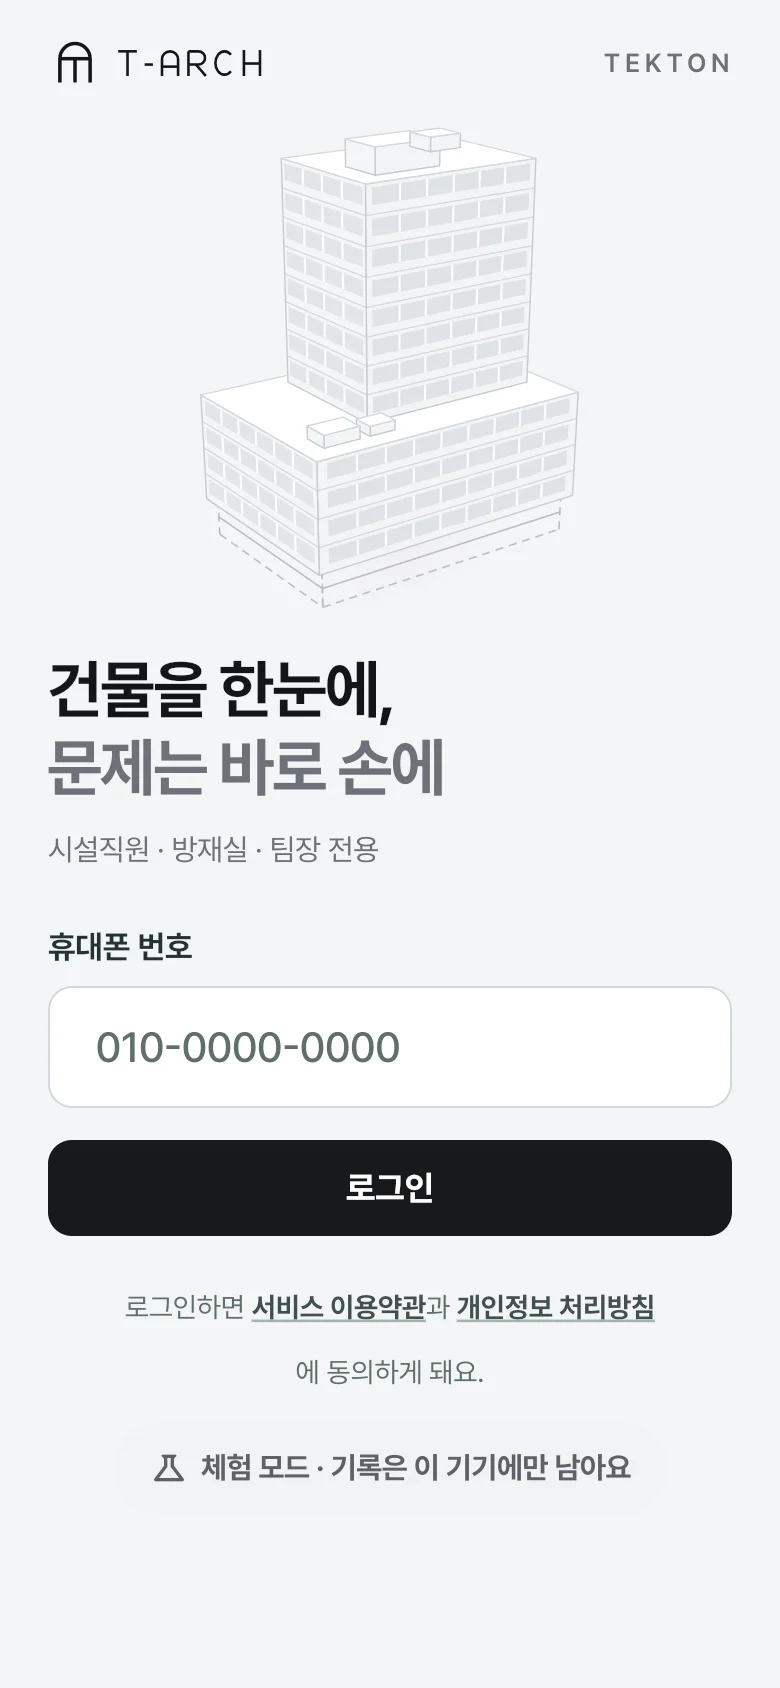 T-ARCH
TEKTON
건물을 한눈에,
문제는 바로 손에
시설직원 · 방재실 · 팀장 전용
휴대폰 번호
010-0000-0000
로그인
로그인하면 서비스 이용약관과 개인정보 처리방침
에 동의하게 돼요.
체험 모드 · 기록은 이 기기에만 남아요